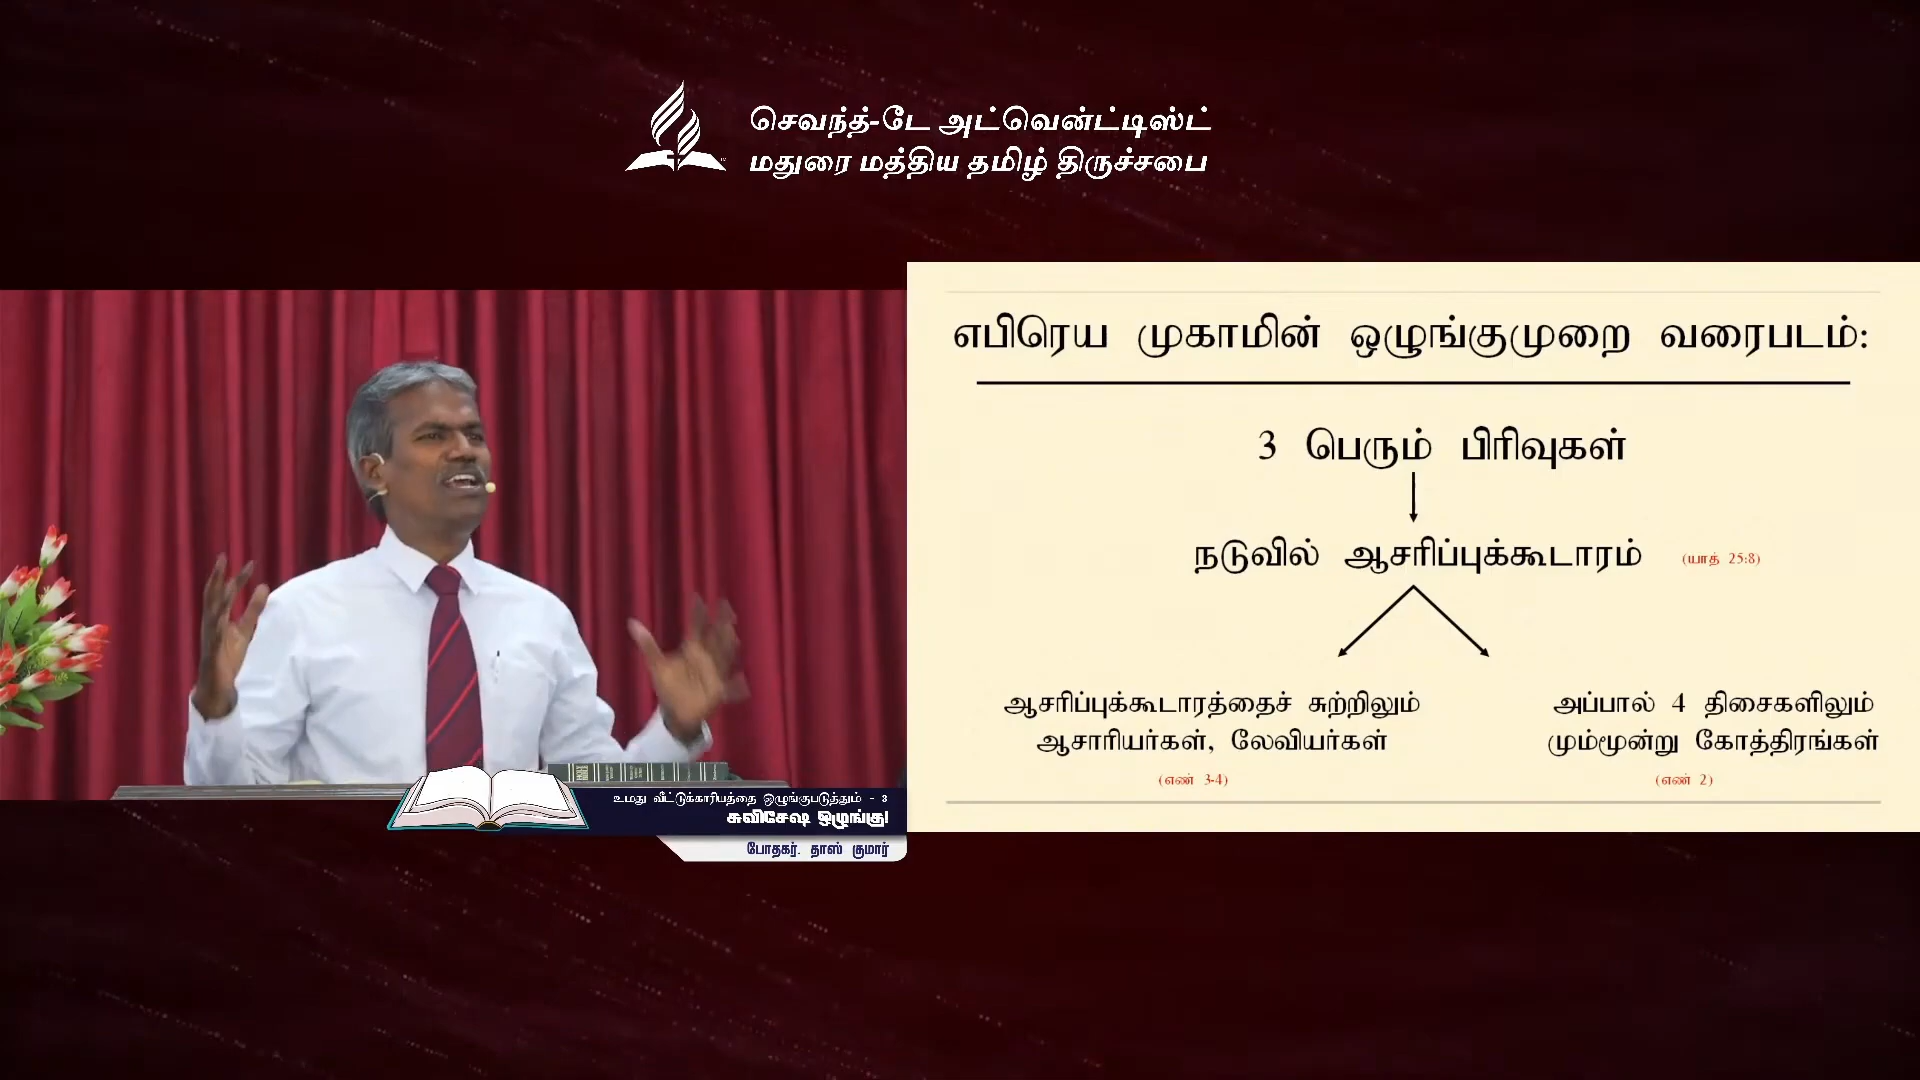 செவந்த்-டே அட்வென்ட்டிஸ்ட்
மதுரை மத்திய தமிழ் திருச்சபை
எபிரெய முகாமின் ஒழுங்குமுறை வரைபடம்:
3 பெரும் பிரிவுகள்
நடுவில் ஆசரிப்புக்கூடாரம் (யாத் 25:8)
ஆசரிப்புக்கூடாரத்தைச் சுற்றிலும்
ஆசாரியர்கள், லேவியர்கள்
(எண் 3-4)
அப்பால் 4 திசைகளிலும்
மும்மூன்று கோத்திரங்கள்
(எண் 2)
உமது வீட்டுக்காரியத்தை ஒழுங்குபடுத்தும் - 3
சுவிசேஷ ஒழுங்கு!
போதகர். தாஸ் குமார்
HOLY BIBLE